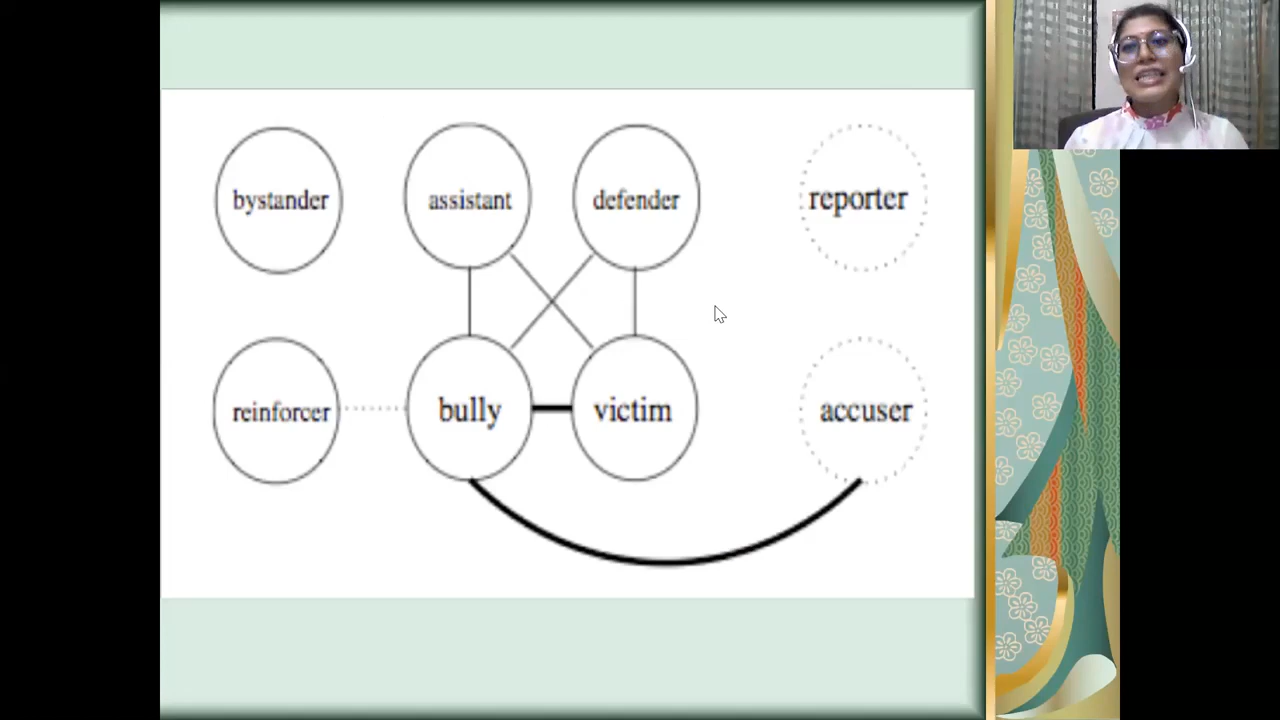 bystander
assistant
defender
reporter
reinforcer
bully
victim
accuser